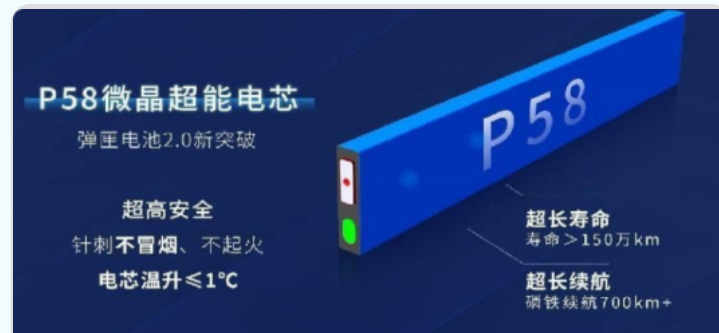 P58微晶超能电芯
弹匣电池2.0新突破
超高安全
针刺不冒烟、不起火
电芯温升≤1℃
P58
超长寿命
寿命>150万km
超长续航
磷铁续航700km+